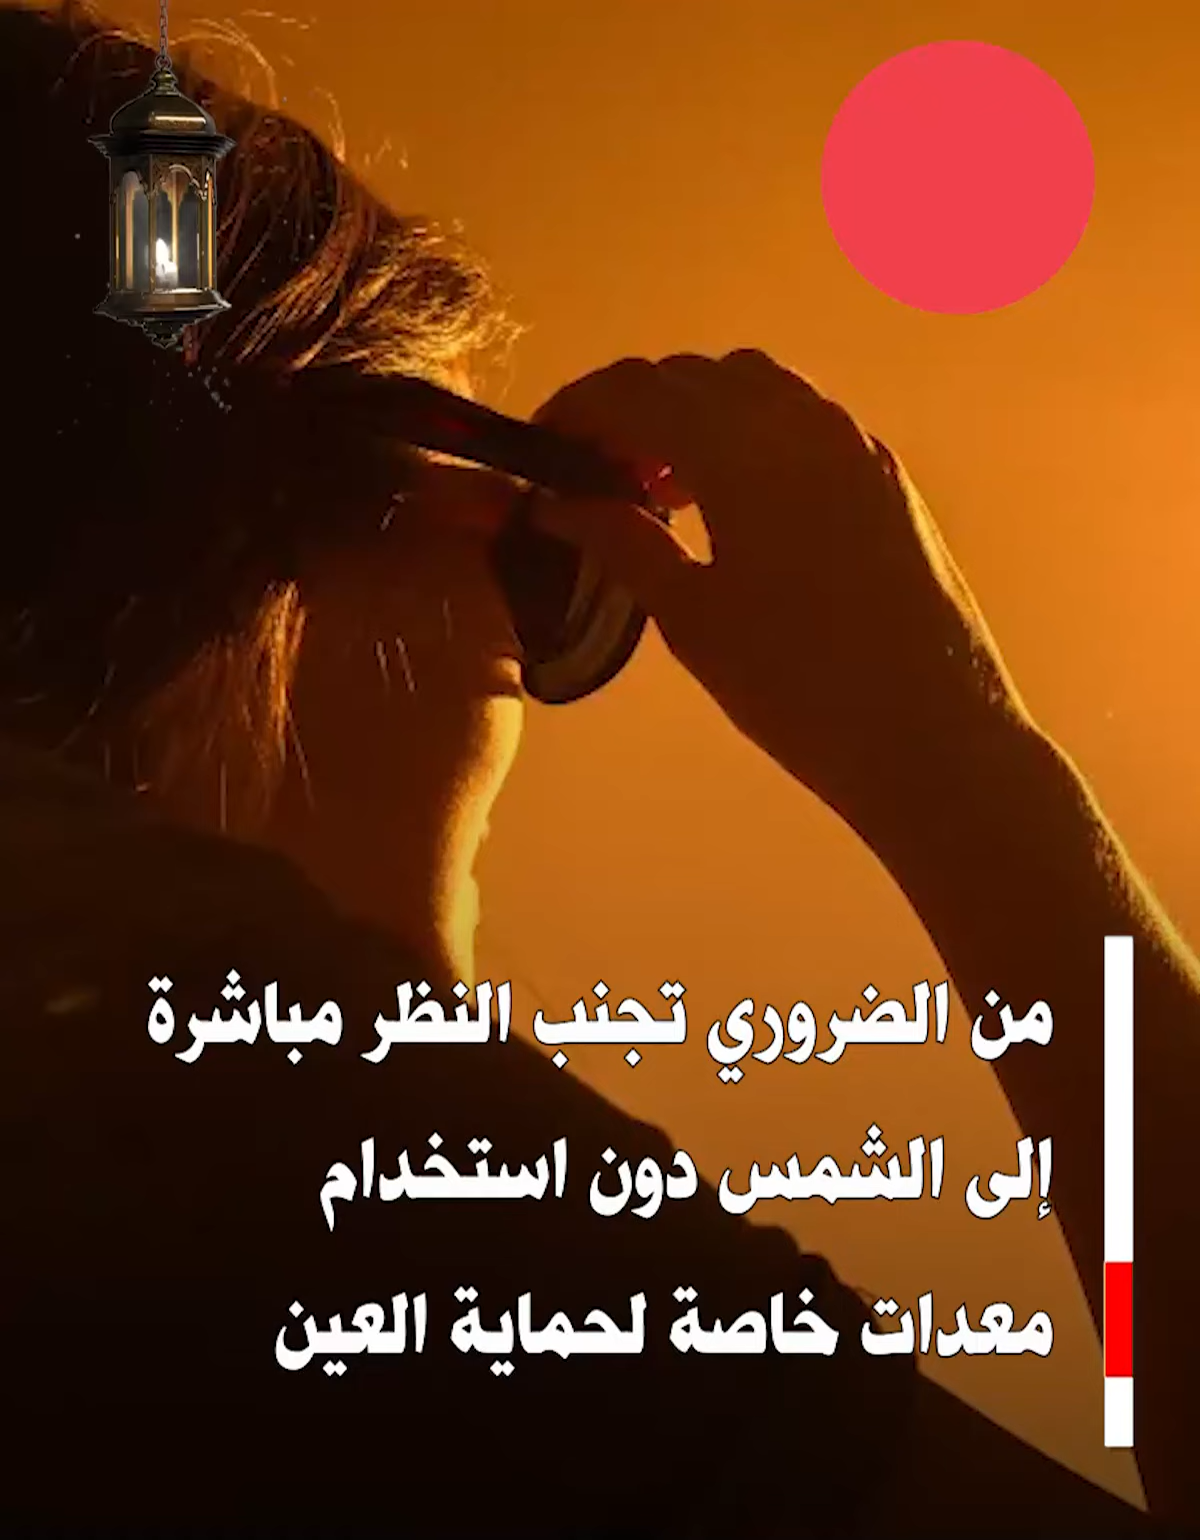 من الضروري تجنب النظر مباشرة
إلى الشمس دون استخدام
معدات خاصة لحماية العين